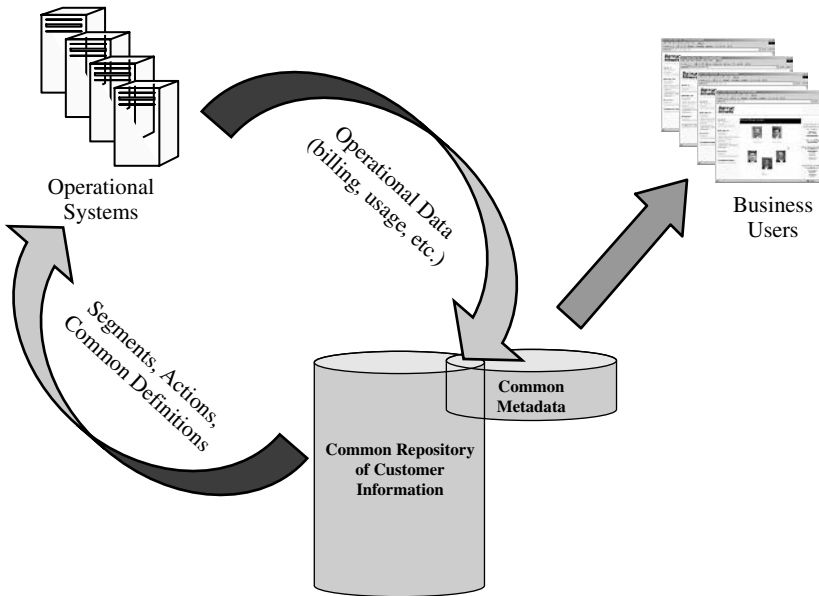 Operational
Systems
Operational Data
(billing, usage, etc.)
Business
Users
Segments, Actions,
Common Definitions
Common
Metadata
Common Repository
of Customer
Information